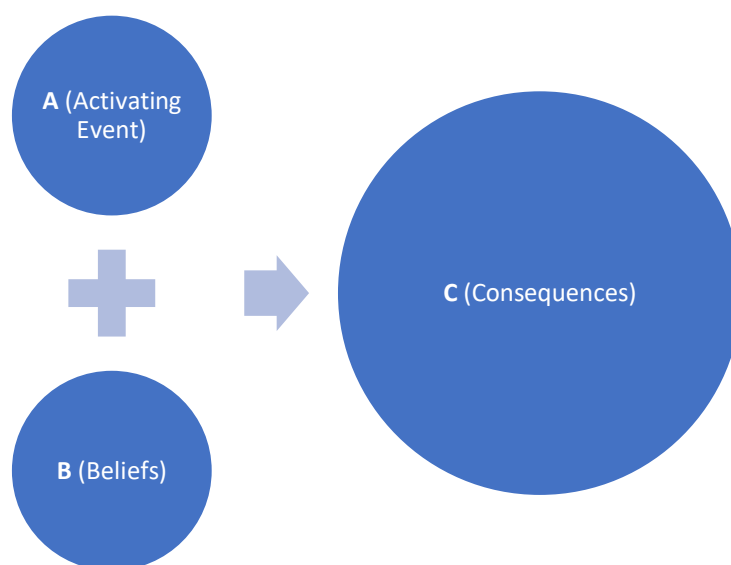 A (Activating
Event)
B (Beliefs)
C (Consequences)